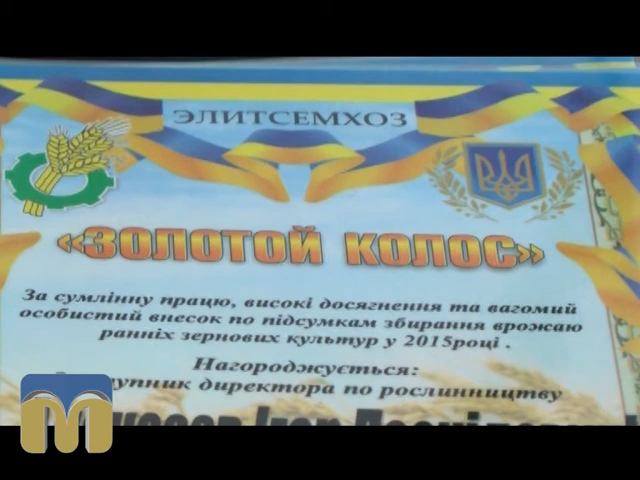 ЭЛИТСЕМХОЗ
«ЗОЛОТОЙ КОЛОС»
За сумлінну працю, високі досягнення та вагомий
особистий внесок по підсумкам збирання врожаю
ранніх зернових культур у 2015році .
Нагороджується:
директора по рослинництву
Ігор
M